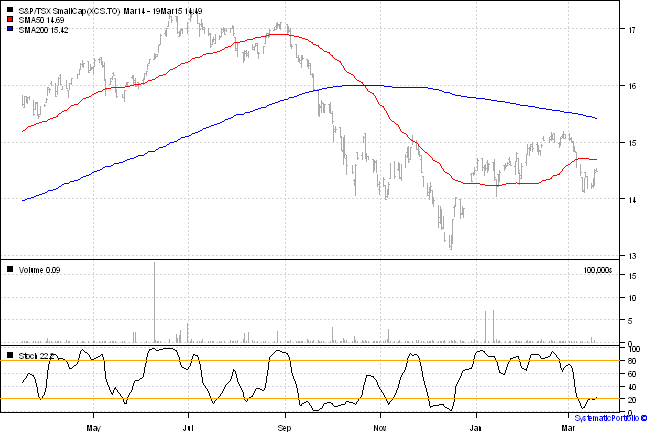 S&P/TSX SmallCap(XCS.TO) Mar14 - 19Mar15 14.49
SMA50 14.69
SMA200 15.42
17
16
15
14
13
Volume 0.09
100,000s
15
10
5
0
Stoch 22.2
100
80
60
40
20
0
May
Jul
Sep
Nov
Jan
Mar
SystematicPortfolio ©